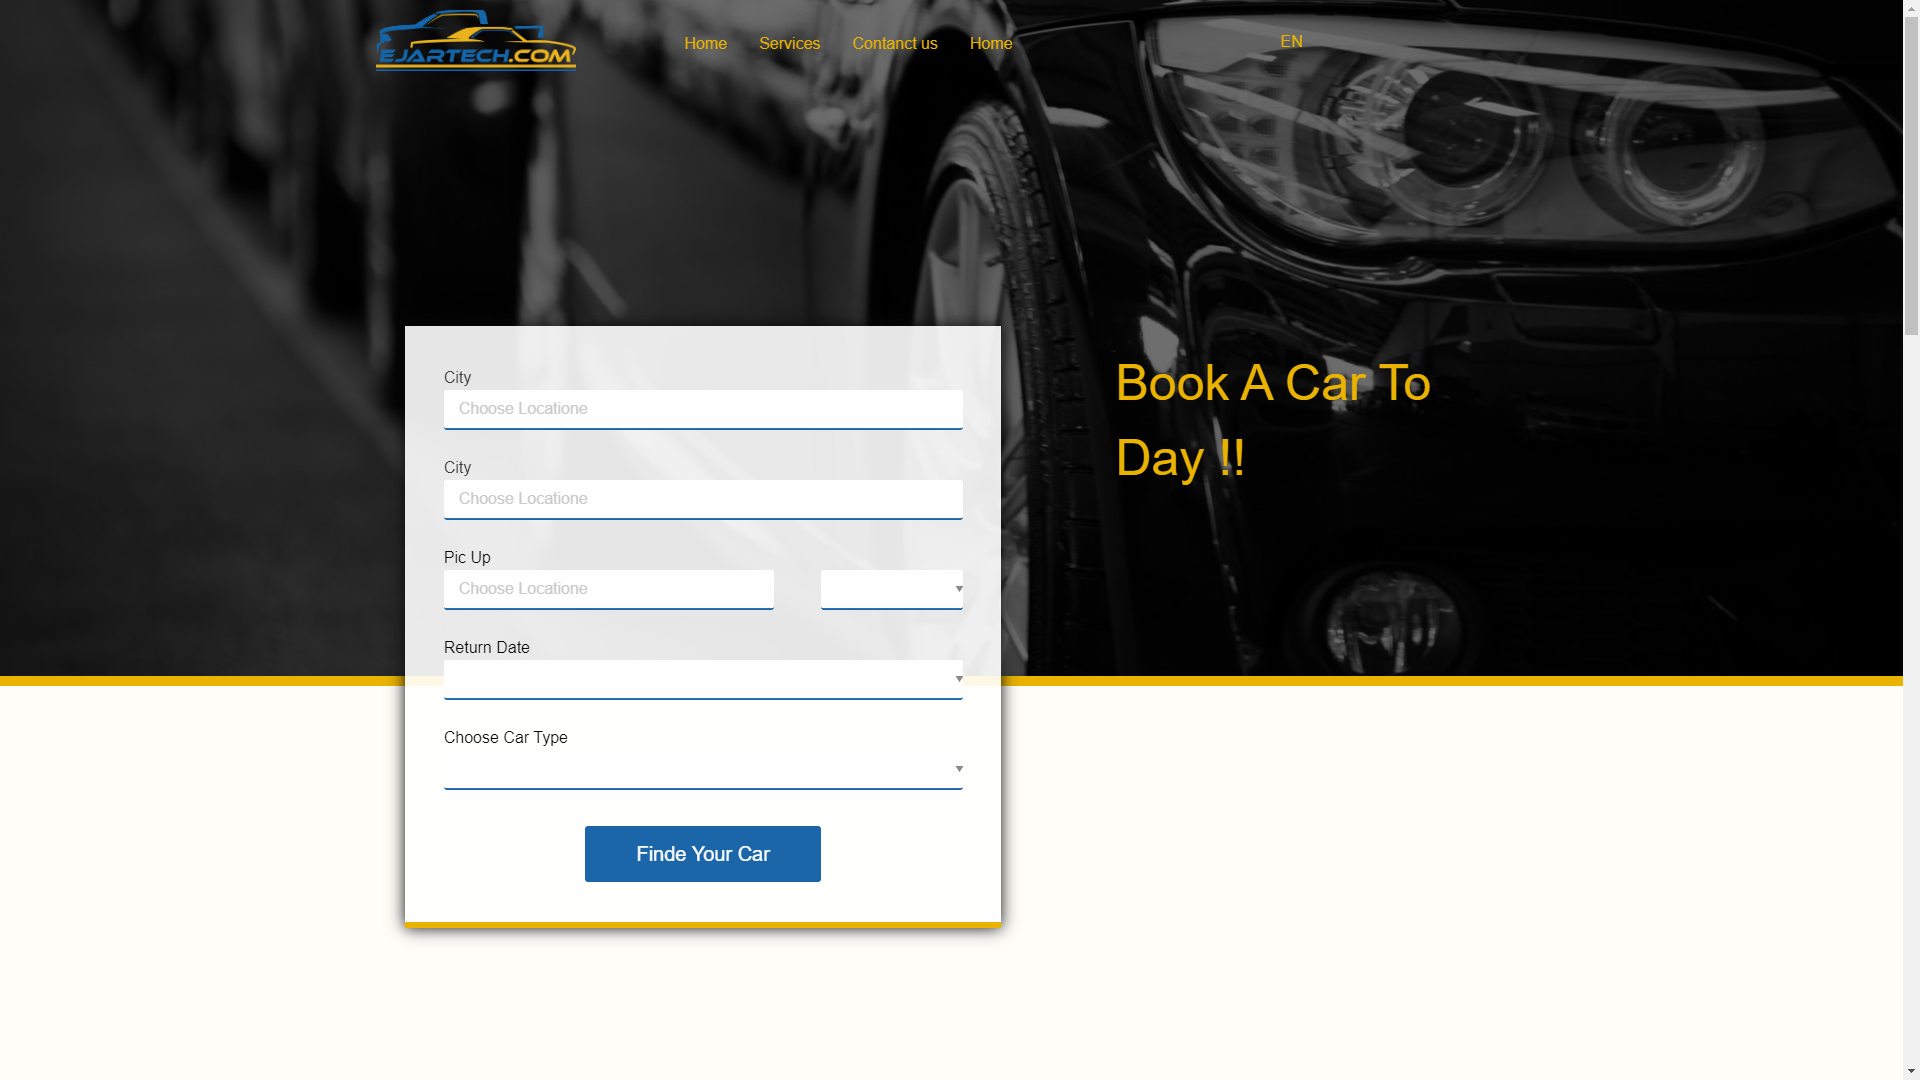 EJARTECH.COM
Home
Services
Contanct us
Home
EN
Book A Car To
Day !!
City
Choose Locatione
City
Choose Locatione
Pic Up
Choose Locatione
Return Date
Choose Car Type
Finde Your Car